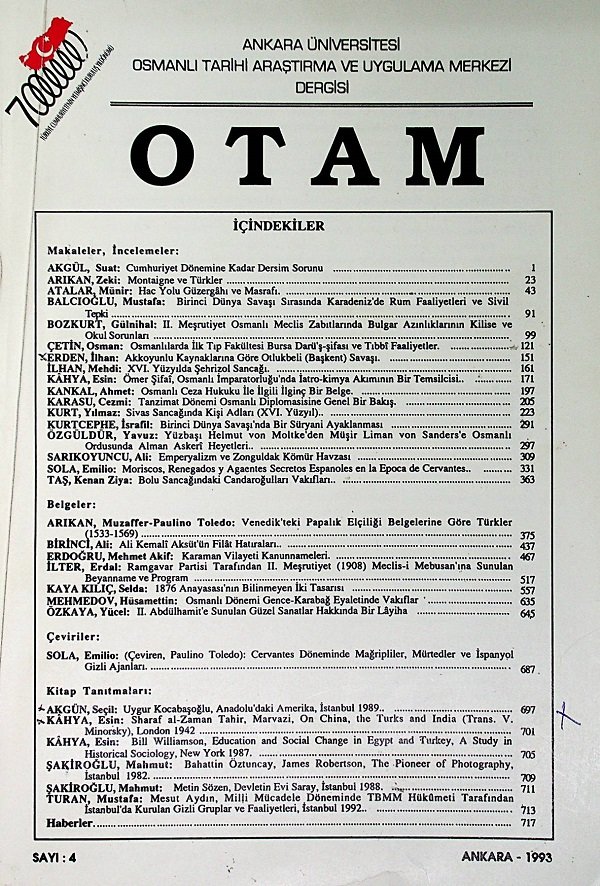 ANKARA ÜNİVERSİTESİ
OSMANLI TARİHİ ARAŞTIRMA VE UYGULAMA MERKEZİ
DERGİSİ
OTAM
İÇİNDEKİLER
Makaleler, İncelemeler:
AKGÜL, Suat: Cumhuriyet Dönemine Kadar Dersim Sorunu 1
ARIKAN, Zeki: Montaigne ve Türkler 23
ATALAR, Münir: Hac Yolu Güzergâhı ve Masrafı. 43
BALCIOĞLU, Mustafa: Birinci Dünya Savaşı Sırasında Karadeniz'de Rum Faaliyetleri ve Sivil
Tepki 91
BOZKURT, Gülnihal: II. Meşrutiyet Osmanlı Meclis Zabıtlarında Bulgar Azınlıklarının Kilise ve
Okul Sorunları 99
ÇETİN, Osman: Osmanlılarda İlk Tıp Fakültesi Bursa Darü'ş-şifası ve Tıbbî Faaliyetler. 121
ERDEN, İlhan: Akkoyunlu Kaynaklarına Göre Otlukbeli (Başkent) Savaşı. 151
İLHAN, Mehdi: XVI. Yüzyılda Şehrizol Sancağı. 161
KÂHYA, Esin: Ömer Şifaî, Osmanlı İmparatorluğu'nda İatro-kimya Akımının Bir Temsilcisi.. 171
KANKAL, Ahmet: Osmanlı Ceza Hukuku İle İlgili İlginç Bir Belge. 197
KARASU, Cezmi: Tanzimat Dönemi Osmanlı Diplomasisine Genel Bir Bakış. 205
KURT, Yılmaz: Sivas Sancağında Kişi Adları (XVI. Yüzyıl).. 223
KURTCEPHE, İsrafil: Birinci Dünya Savaşı'nda Bir Süryani Ayaklanması 291
ÖZGÜLDÜR, Yavuz: Yüzbaşı Helmut von Moltke'den Müşir Liman von Sanders'e Osmanlı
Ordusunda Alman Askerî Heyetleri. 297
SARIKOYUNCU, Ali: Emperyalizm ve Zonguldak Kömür Havzası 309
SOLA, Emilio: Moriscos, Renegados y Agaentes Secretos Espanoles en la Epoca de Cervantes.. 331
TAŞ, Kenan Ziya: Bolu Sancağındaki Candaroğulları Vakıfları.. 363
Belgeler:
ARIKAN, Muzaffer-Paulino Toledo: Venedik'teki Papalık Elçiliği Belgelerine Göre Türkler
(1533-1569) 375
BİRİNCİ, Ali: Ali Kemalî Aksüt'ün Filât Hatıraları.. 437
ERDOĞRU, Mehmet Akif: Karaman Vilayeti Kanunnameleri. 467
İLTER, Erdal: Ramgavar Partisi Tarafından II. Meşrutiyet (1908) Meclis-i Mebusan'ına Sunulan
Beyanname ve Program 517
KAYA KILIÇ, Selda: 1876 Anayasası'nın Bilinmeyen İki Tasarısı 557
MEHMEDOV, Hüsamettin: Osmanlı Dönemi Gence-Karabağ Eyaletinde Vakıflar 635
ÖZKAYA, Yücel: II. Abdülhamit'e Sunulan Güzel Sanatlar Hakkında Bir Lâyiha 645
Çeviriler:
SOLA, Emilio: (Çeviren, Paulino Toledo): Cervantes Döneminde Mağripliler, Mürtedler ve İspanyol
Gizli Ajanları. 687
Kitap Tanıtmaları:
AKGÜN, Seçil: Uygur Kocabaşoğlu, Anadolu'daki Amerika, İstanbul 1989.. 697
KÂHYA, Esin: Sharaf al-Zaman Tahir, Marvazi, On China, the Turks and India (Trans. V.
Minorsky), London 1942 701
KÂHYA, Esin: Bill Williamson, Education and Social Change in Egypt and Turkey, A Study in
Historical Sociology, New York 1987. 705
ŞAKİROĞLU, Mahmut: Bahattin Öztuncay, James Robertson, The Pioneer of Photography,
İstanbul 1982. 709
ŞAKİROĞLU, Mahmut: Metin Sözen, Devletin Evi Saray, İstanbul 1988. 711
TURAN, Mustafa: Mesut Aydın, Milli Mücadele Döneminde TBMM Hükûmeti Tarafından
İstanbul'da Kurulan Gizli Gruplar ve Faaliyetleri, İstanbul 1992.. 713
Haberler 717
SAYI : 4
ANKARA - 1993